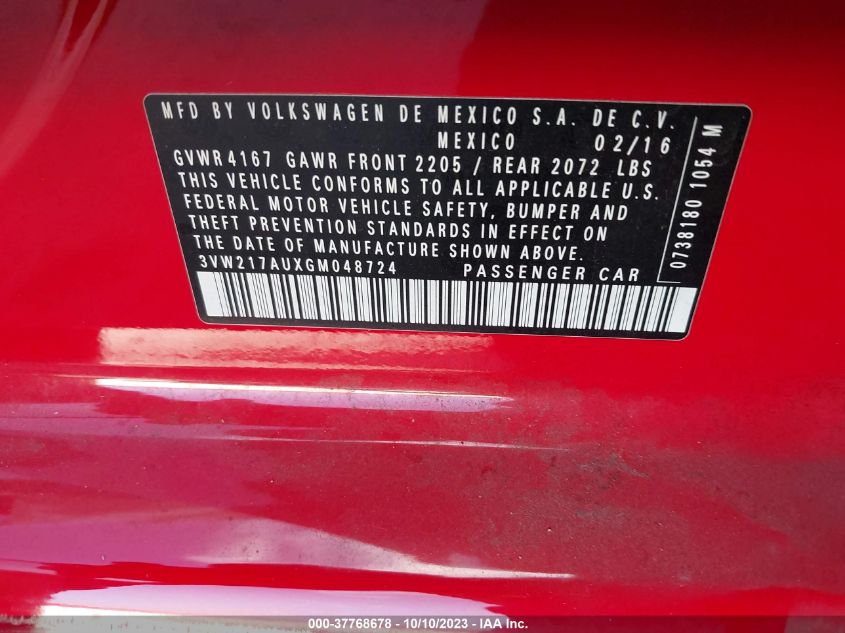 MFD BY VOLKSWAGEN DE MEXICO S.A. DE C.V.
MEXICO 02/16
GVWR 4167 GAWR FRONT 2205 / REAR 2072 LBS
THIS VEHICLE CONFORMS TO ALL APPLICABLE U.S.
FEDERAL MOTOR VEHICLE SAFETY, BUMPER AND
THEFT PREVENTION STANDARDS IN EFFECT ON
THE DATE OF MANUFACTURE SHOWN ABOVE.
3VW217AUXGM048724 PASSENGER CAR
0738180 1054 M
000-37768678 / 10/10/2023 - IAA Inc.